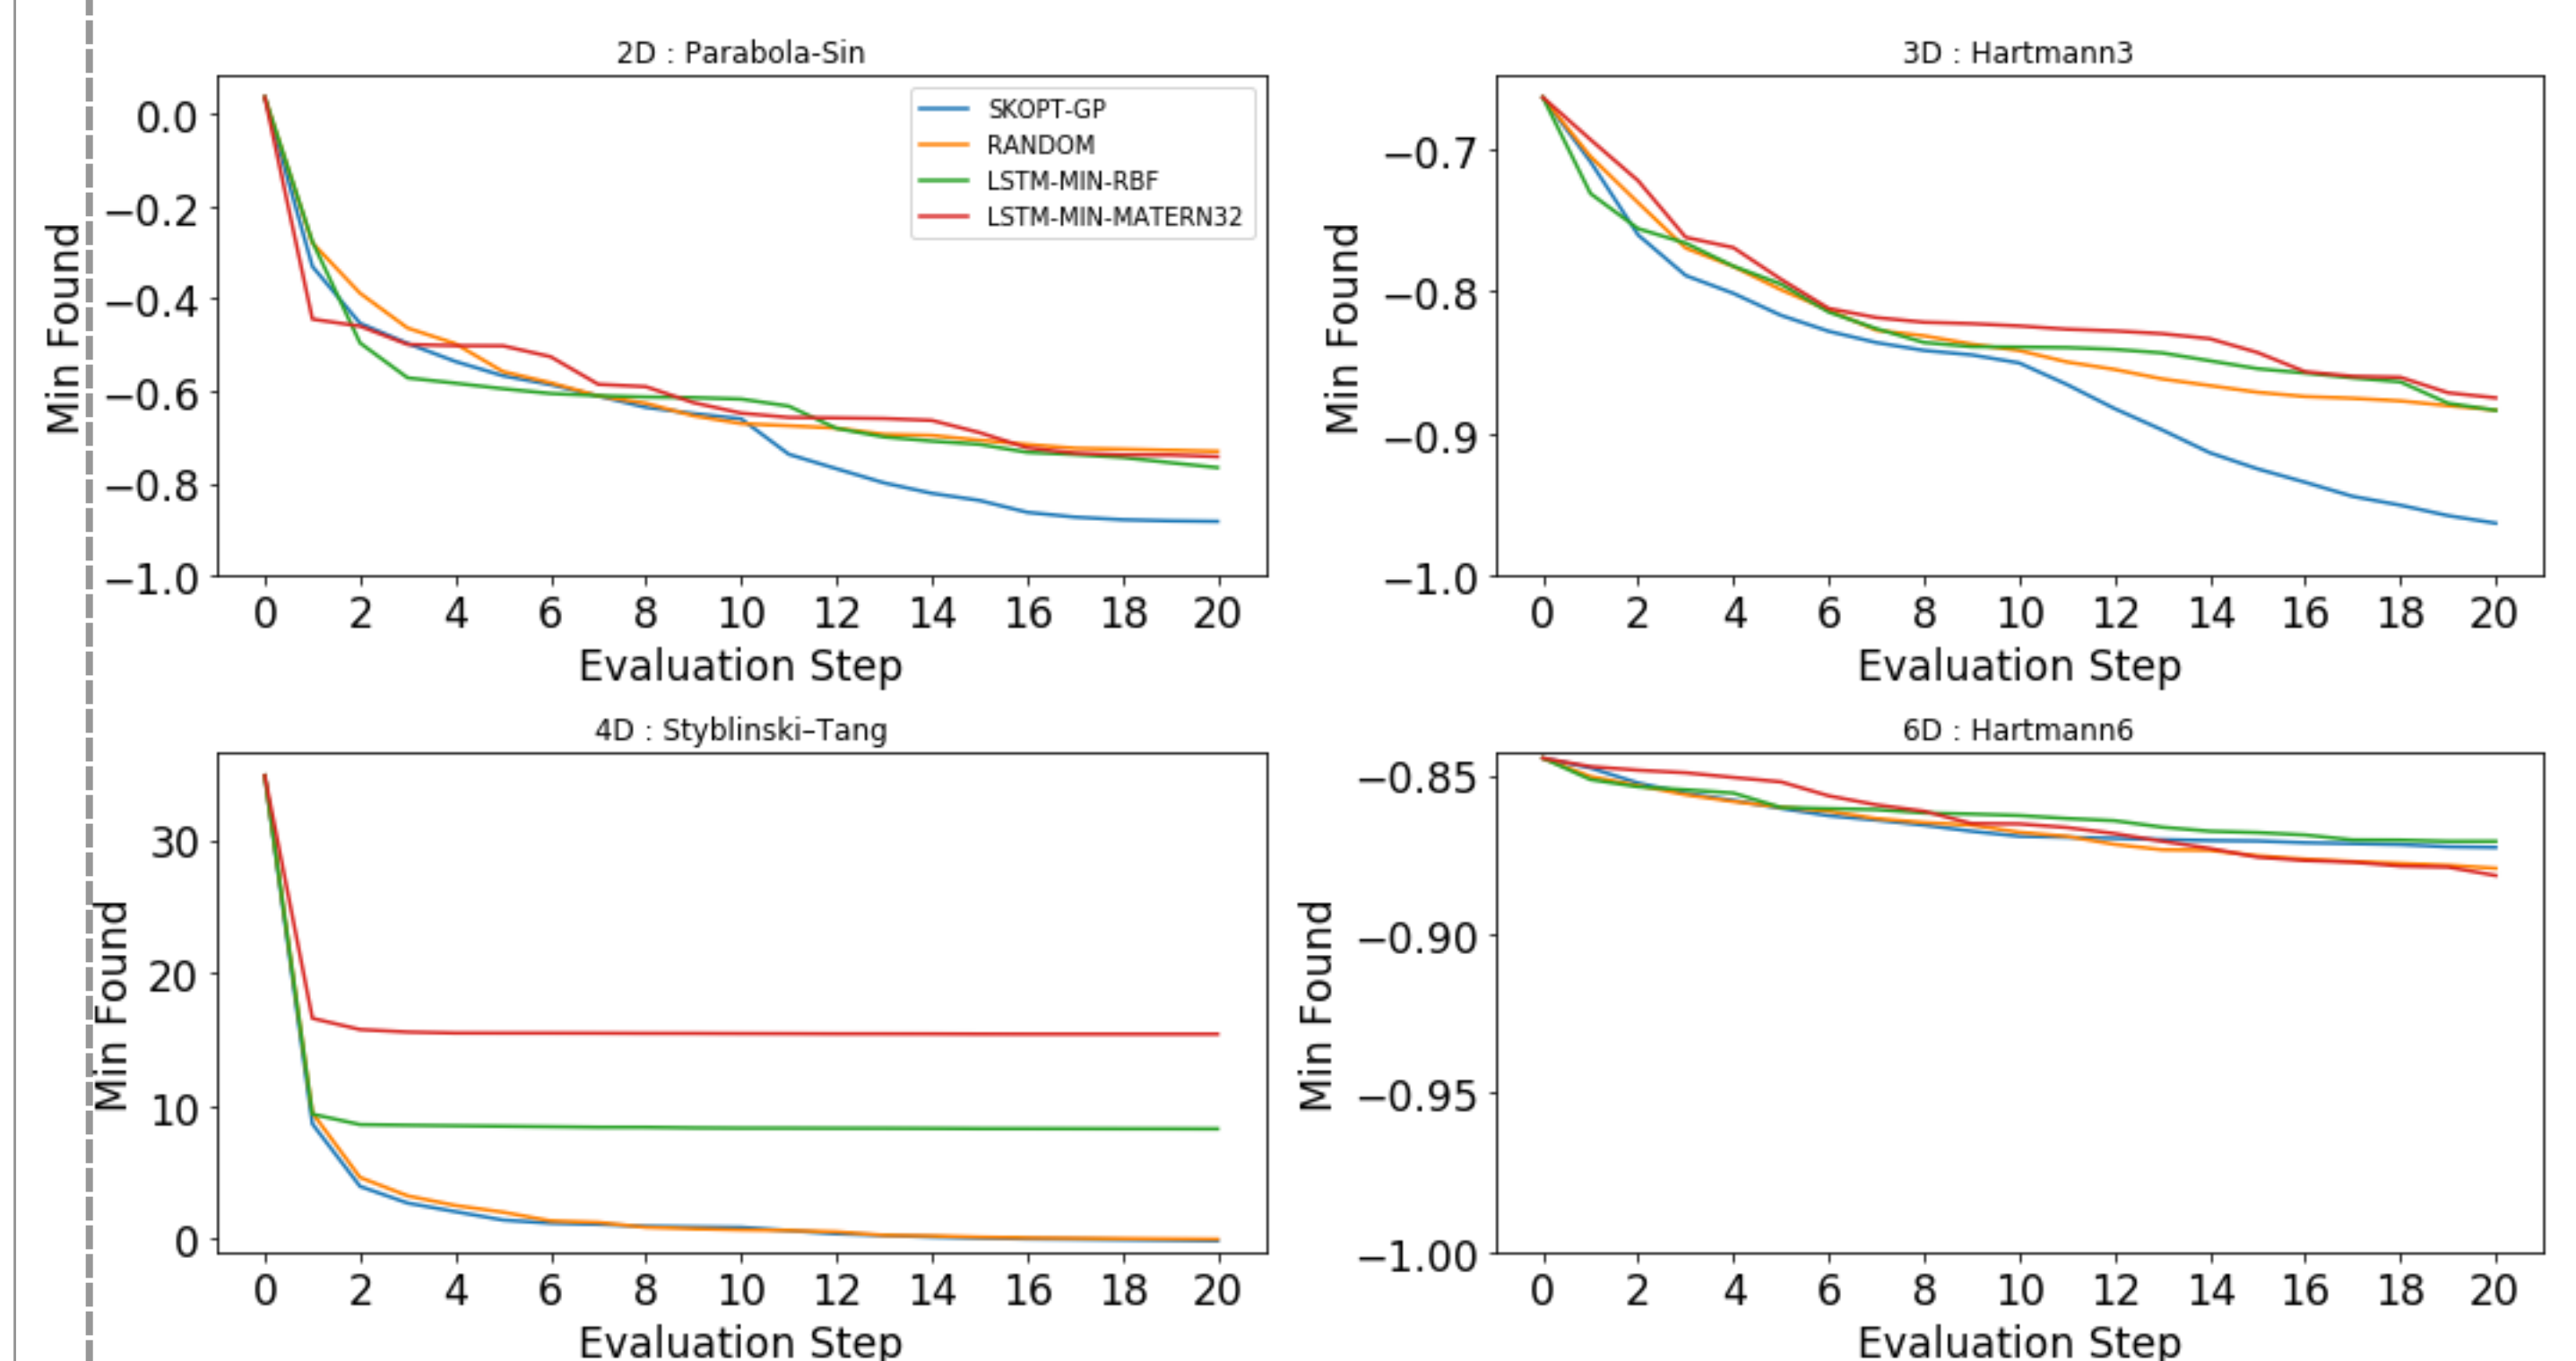 2D : Parabola-Sin
Min Found
0.0
−0.2
−0.4
−0.6
−0.8
−1.0
SKOPT-GP
RANDOM
LSTM-MIN-RBF
LSTM-MIN-MATERN32
0 2 4 6 8 10 12 14 16 18 20
Evaluation Step
3D : Hartmann3
Min Found
−0.7
−0.8
−0.9
−1.0
0 2 4 6 8 10 12 14 16 18 20
Evaluation Step
4D : Styblinski–Tang
Min Found
30
20
10
0
0 2 4 6 8 10 12 14 16 18 20
Evaluation Step
6D : Hartmann6
Min Found
−0.85
−0.90
−0.95
−1.00
0 2 4 6 8 10 12 14 16 18 20
Evaluation Step